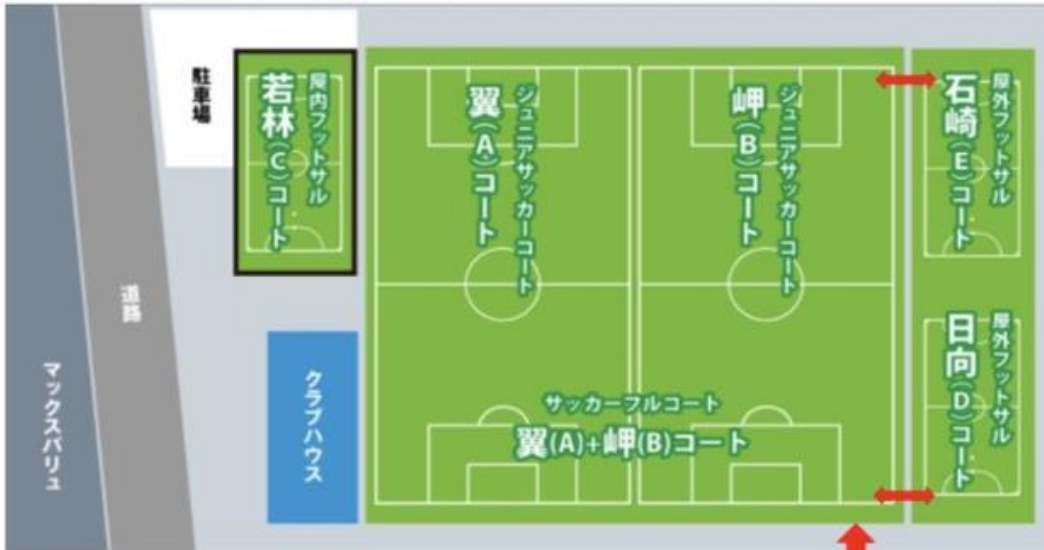 マックスバリュ
道路
駐車場
屋内フットサル
若林(C)コート
クラブハウス
ジュニアサッカーコート
翼(A)コート
ジュニアサッカーコート
岬(B)コート
サッカーフルコート
翼(A)+岬(B)コート
屋外フットサル
石崎(E)コート
屋外フットサル
日向(D)コート